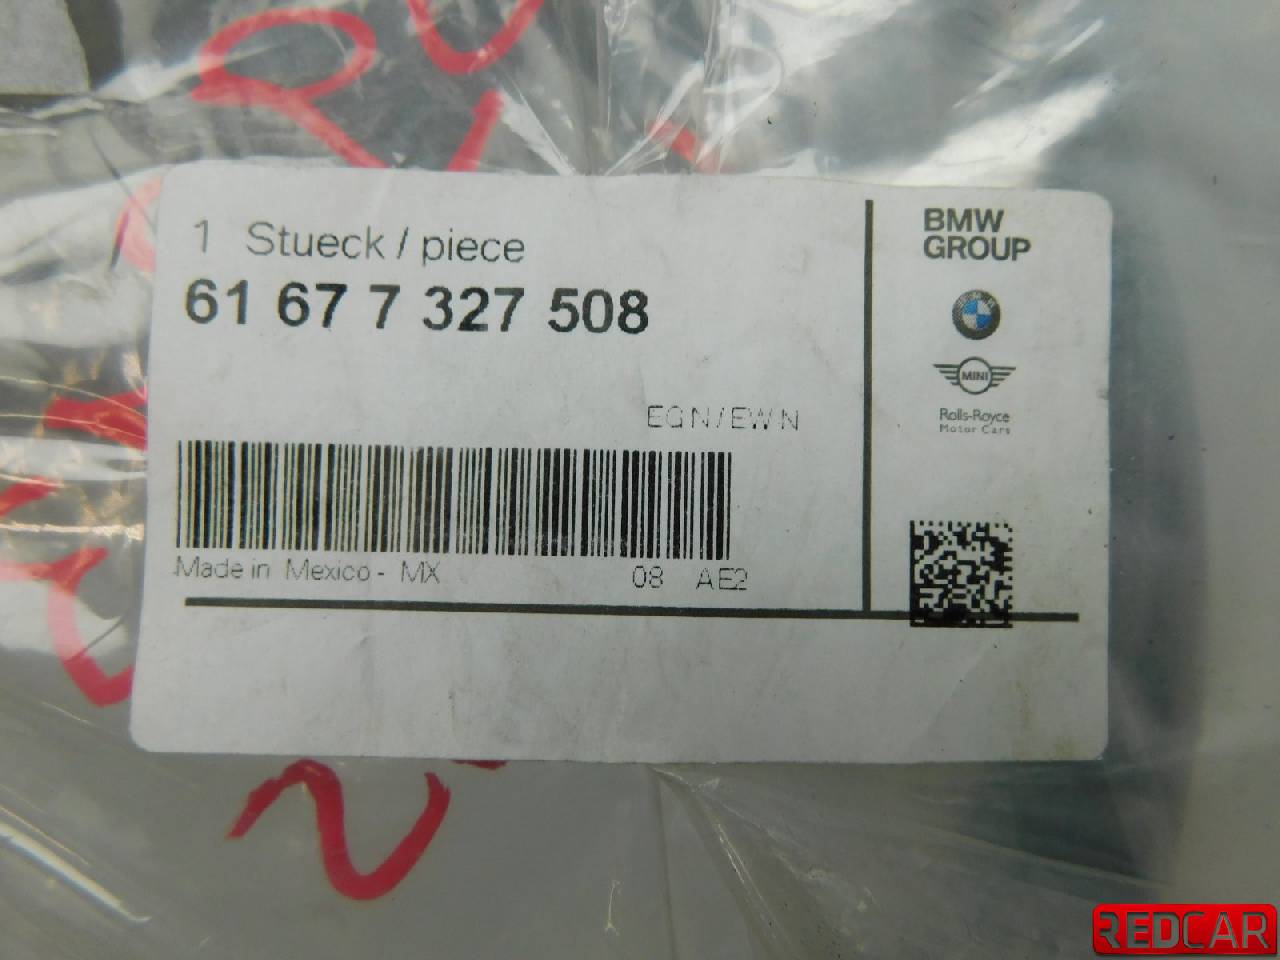 1 Stueck / piece
61 67 7 327 508
EGN/EWN
Made in Mexico - MX
08 AE2
BMW
GROUP
MINI
Rolls-Royce
Motor Cars
REDCAR